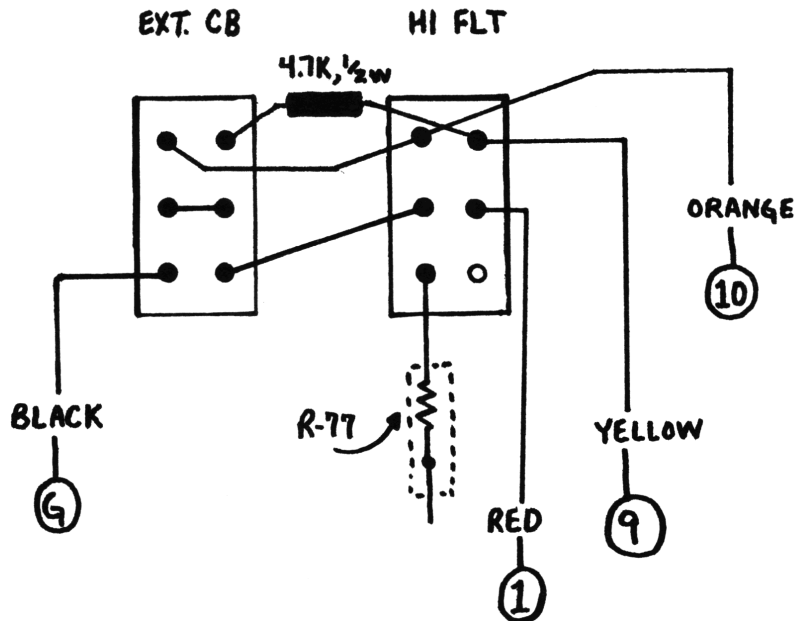 EXT. CB
HI FLT
4.7K, 1/2W
ORANGE
10
BLACK
R-77
YELLOW
G
RED
9
1